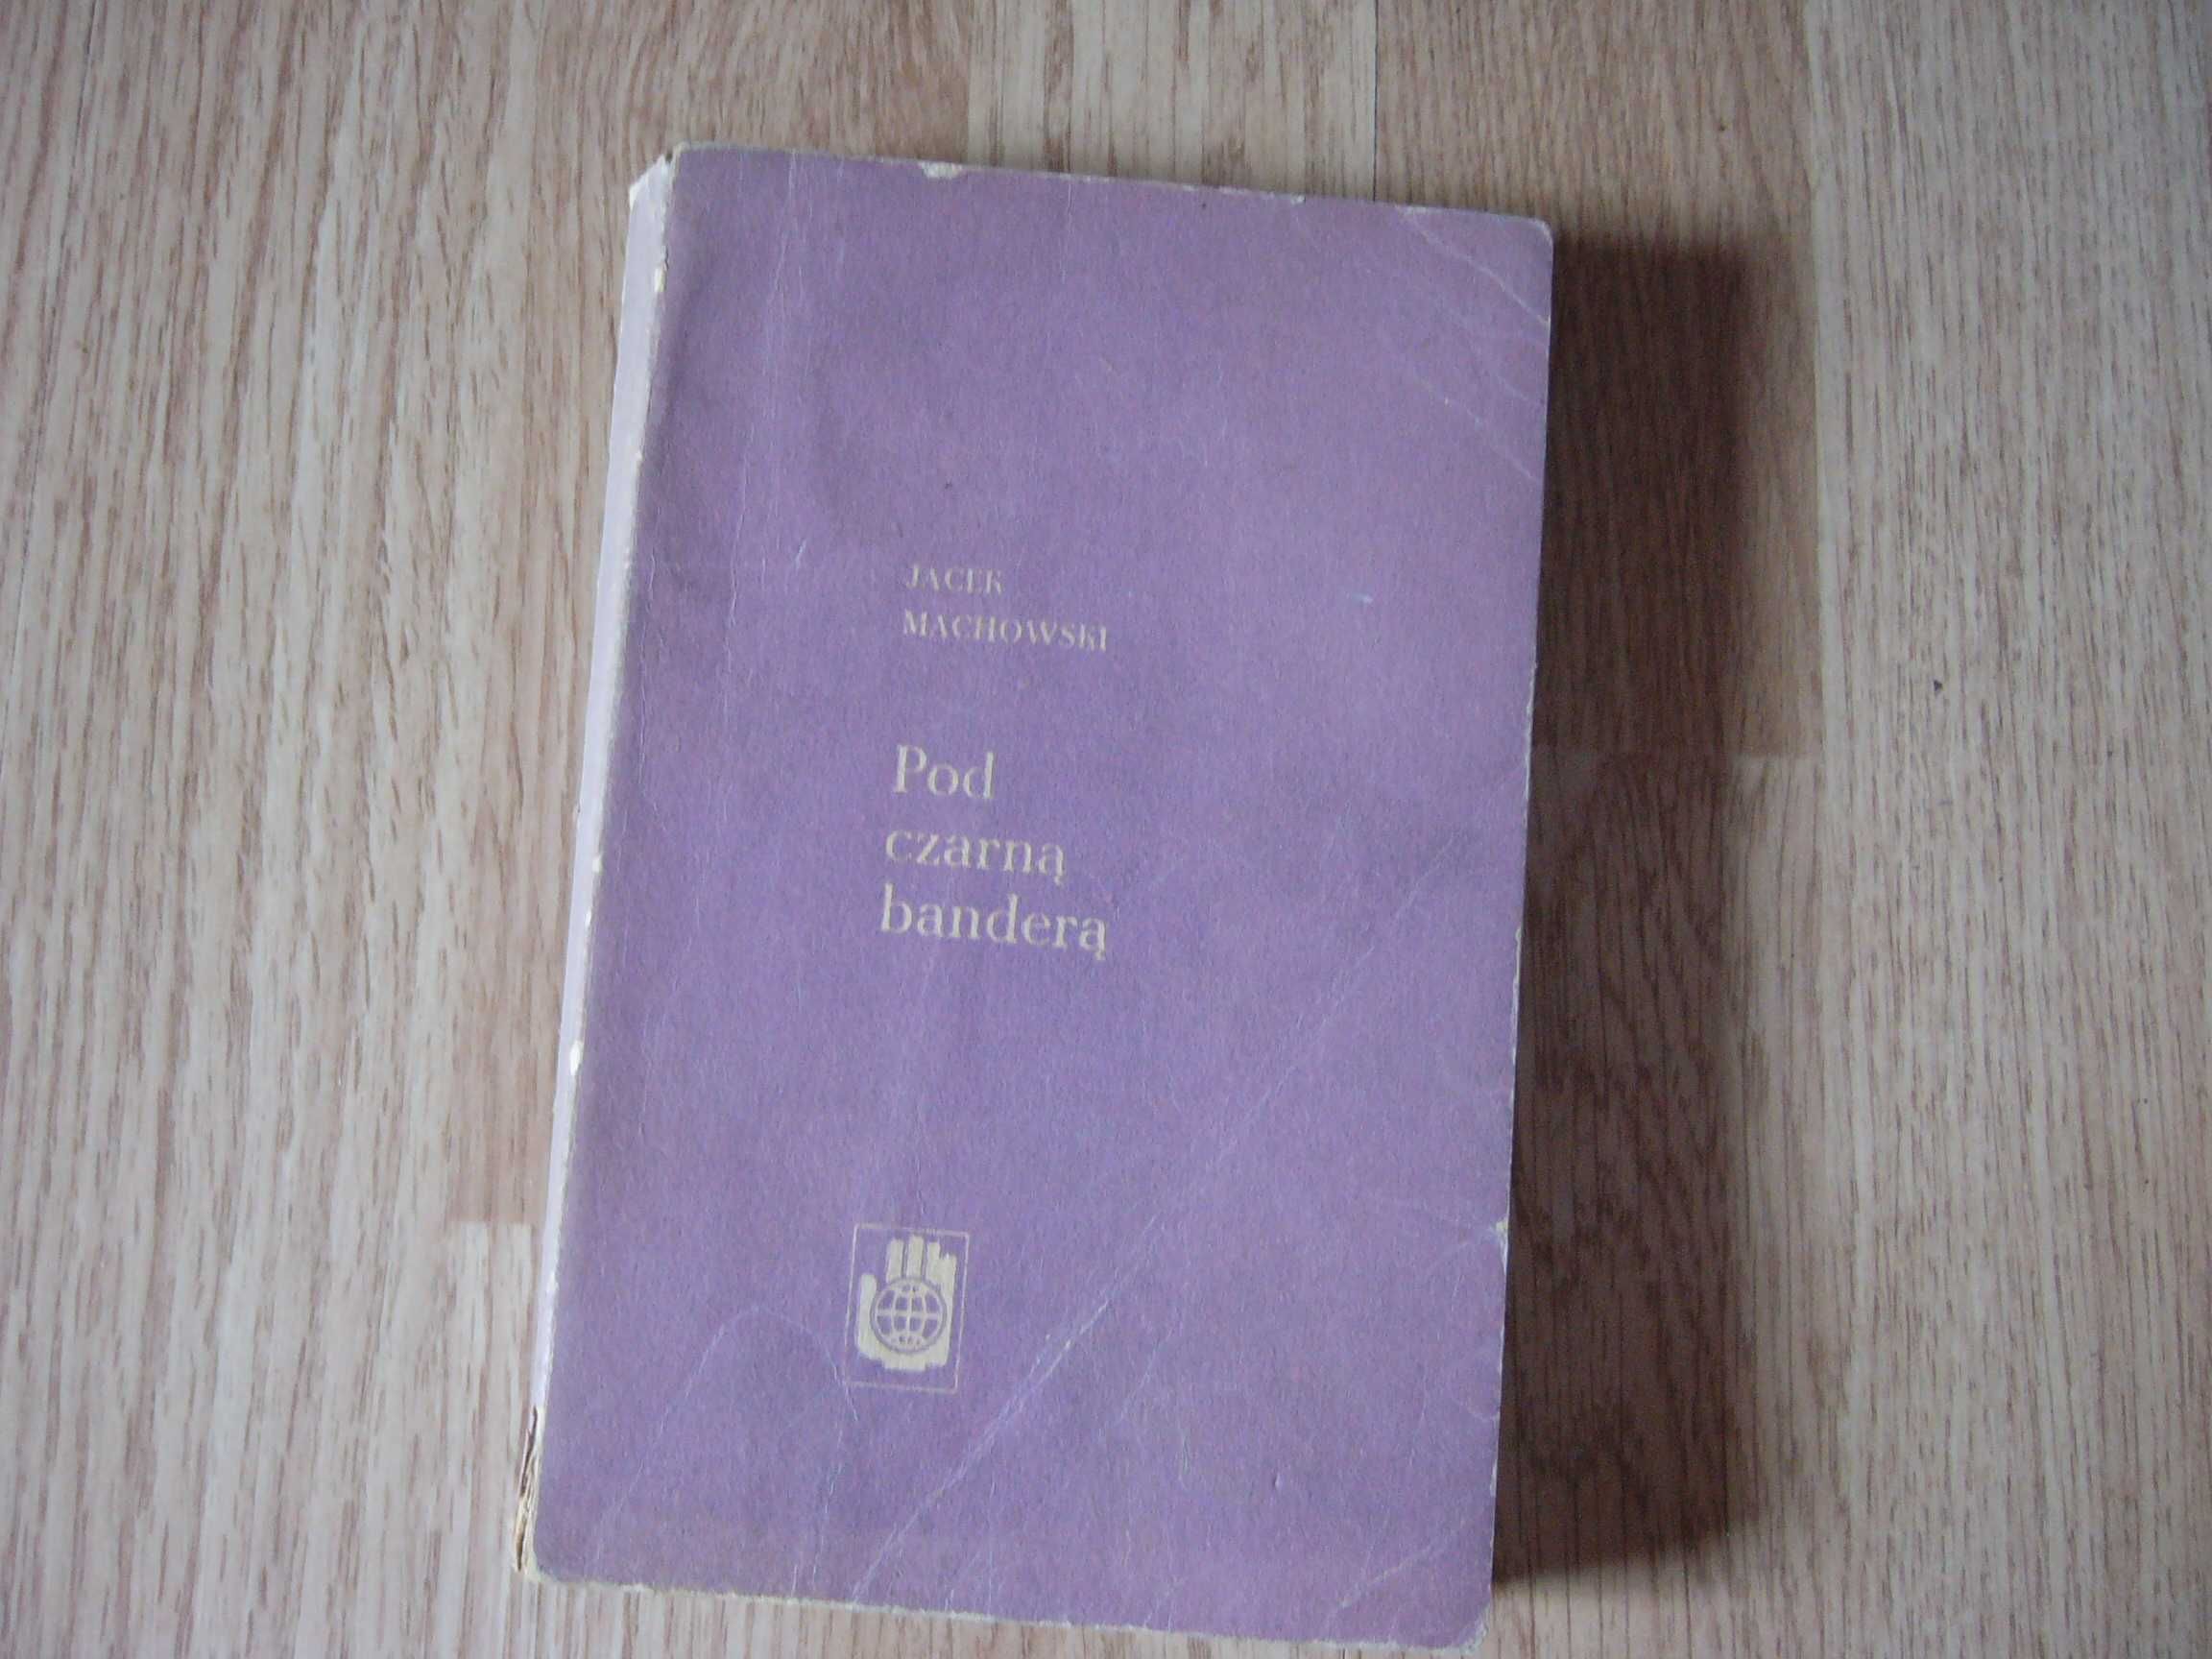 JACEK
MACHOWSKI
Pod
czarną
banderą